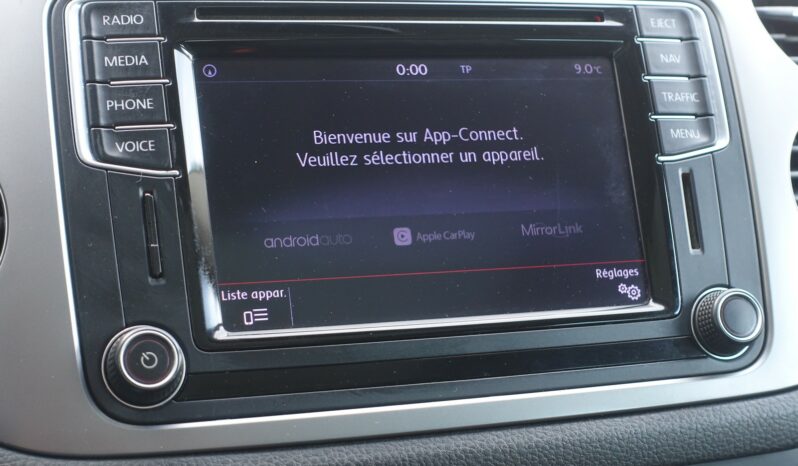 RADIO
MEDIA
PHONE
VOICE
0:00 TP 9.0°C
Bienvenue sur App-Connect.
Veuillez sélectionner un appareil.
androidauto Apple CarPlay MirrorLink
Liste appar.
Réglages
EJECT
NAV
TRAFFIC
MENU